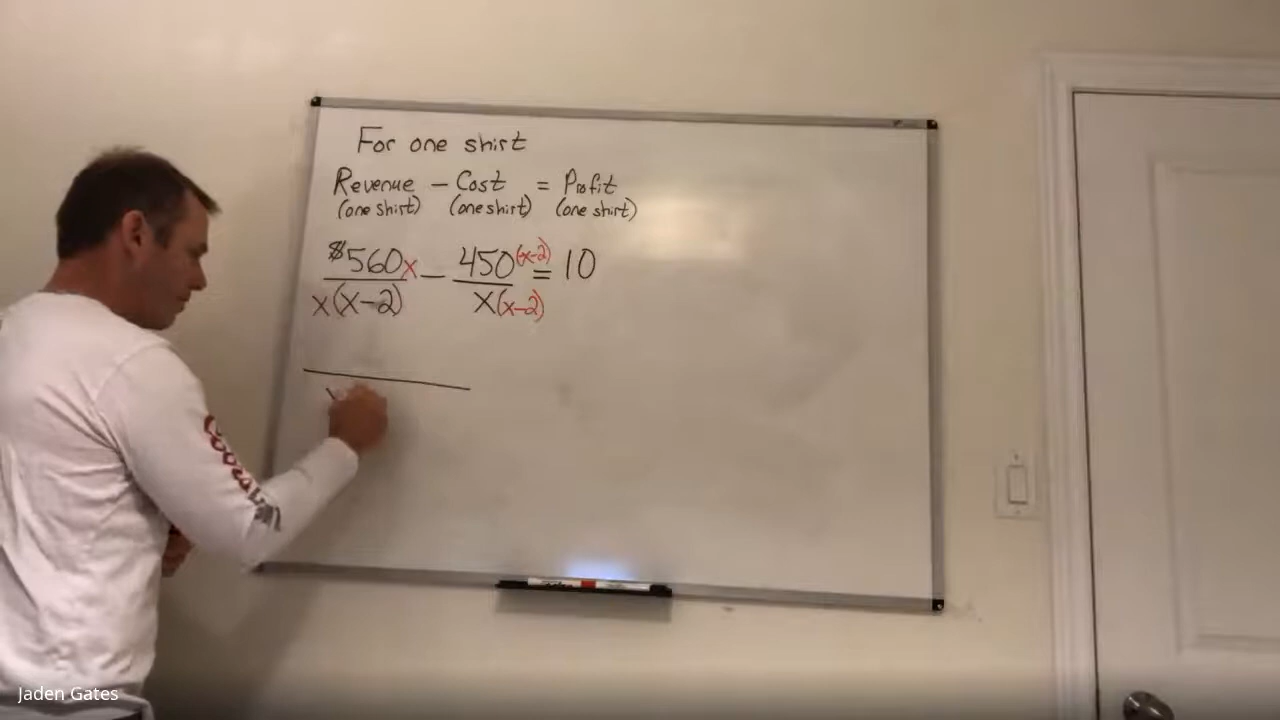 For one shirt
Revenue - Cost = Profit
(one shirt) (one shirt) (one shirt)
$560x - 450(x-2) = 10
x(x-2) x(x-2)
Jaden Gates